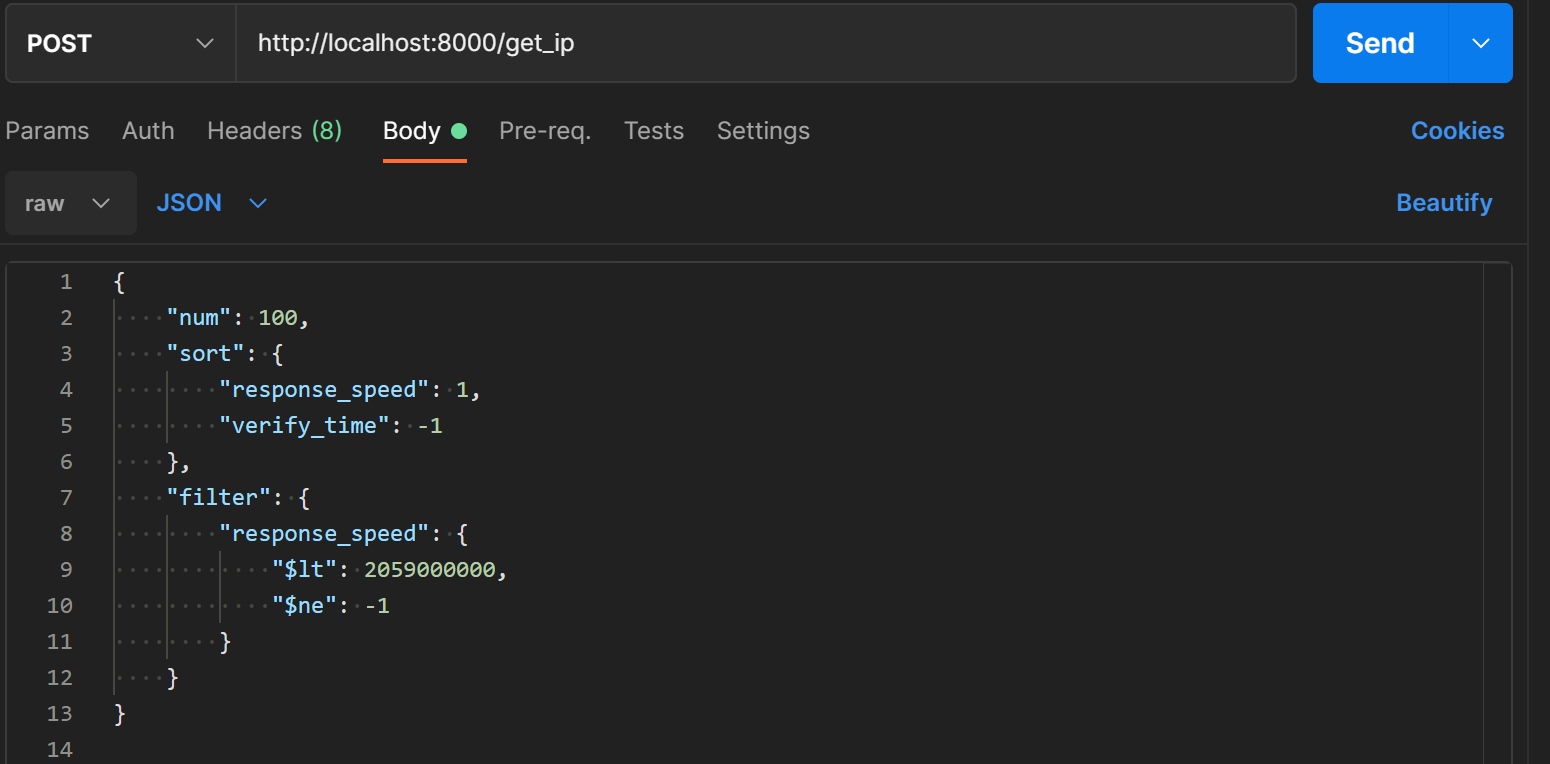 POST http://localhost:8000/get_ip Send
Params Auth Headers (8) Body Pre-req. Tests Settings Cookies
raw JSON Beautify
1 {
2     "num": 100,
3     "sort": {
4         "response_speed": 1,
5         "verify_time": -1
6     },
7     "filter": {
8         "response_speed": {
9             "$lt": 2059000000,
10             "$ne": -1
11         }
12     }
13 }
14